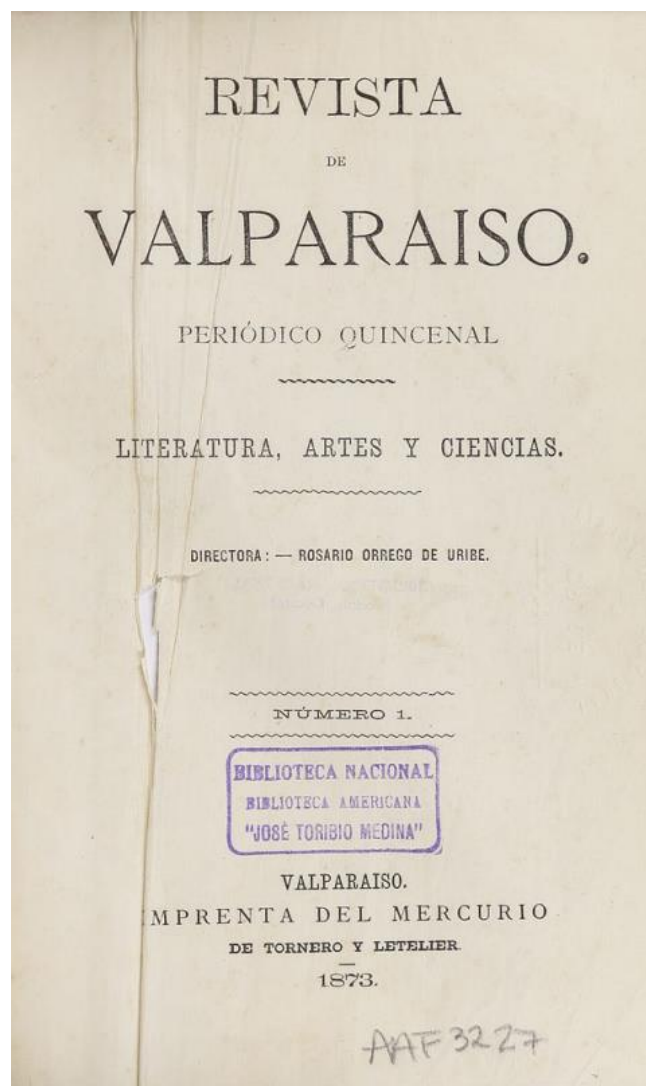 REVISTA
DE
VALPARAISO.
PERIÓDICO QUINCENAL
LITERATURA, ARTES Y CIENCIAS.
DIRECTORA: — ROSARIO ORREGO DE URIBE.
NÚMERO 1.
BIBLIOTECA NACIONAL
BIBLIOTECA AMERICANA
"JOSÉ TORIBIO MEDINA"
VALPARAISO.
IMPRENTA DEL MERCURIO
DE TORNERO Y LETELIER.
1873.
AAF 3227